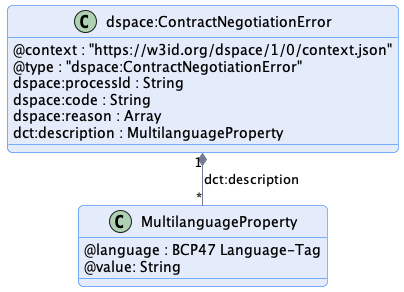 C dspace:ContractNegotiationError
@context : "https://w3id.org/dspace/1/0/context.json"
@type : "dspace:ContractNegotiationError"
dspace:processId : String
dspace:code : String
dspace:reason : Array
dct:description : MultilanguageProperty
1
dct:description
*
C MultilanguageProperty
@language : BCP47 Language-Tag
@value: String